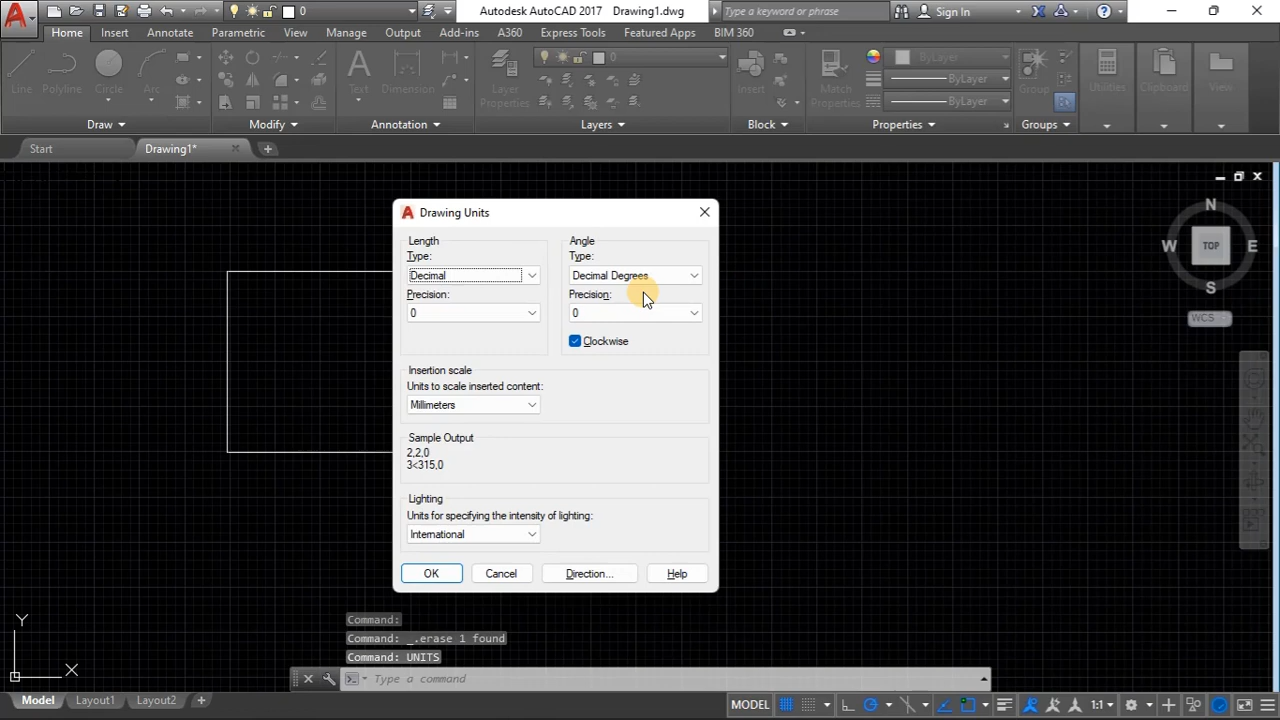 Autodesk AutoCAD 2017 Drawing1.dwg
Type a keyword or phrase
Sign In
0
Home Insert Annotate Parametric View Manage Output Add-ins A360 Express Tools Featured Apps BIM 360
0
ByLayer
ByLayer
ByLayer
Line Polyline Circle Arc
Text Dimension
Layer
Properties
Insert
Match
Properties
Group
Utilities
Clipboard
View
Draw Modify Annotation Layers Block Properties Groups
Start Drawing1*
N
W TOP E
S
WCS
Drawing Units
Length
Type:
Decimal
Precision:
0
Angle
Type:
Decimal Degrees
Precision:
0
Clockwise
Insertion scale
Units to scale inserted content:
Millimeters
Sample Output
2,2,0
3<315,0
Lighting
Units for specifying the intensity of lighting:
International
OK Cancel Direction... Help
Command:
Command: _.erase 1 found
Command: UNITS
Type a command
Y
X
Model Layout1 Layout2
MODEL
1:1